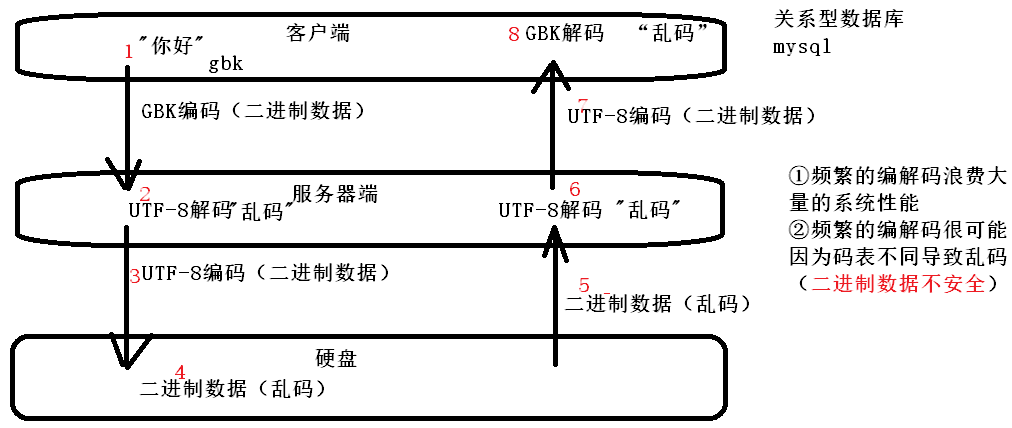 客户端
1 "你好"
gbk
8 GBK解码 “乱码”
关系型数据库
mysql
GBK编码（二进制数据）
7 UTF-8编码（二进制数据）
服务器端
2 UTF-8解码"乱码"
6 UTF-8解码 "乱码"
①频繁的编解码浪费大
量的系统性能
②频繁的编解码很可能
因为码表不同导致乱码
（二进制数据不安全）
3 UTF-8编码（二进制数据）
5 二进制数据（乱码）
硬盘
4 二进制数据（乱码）